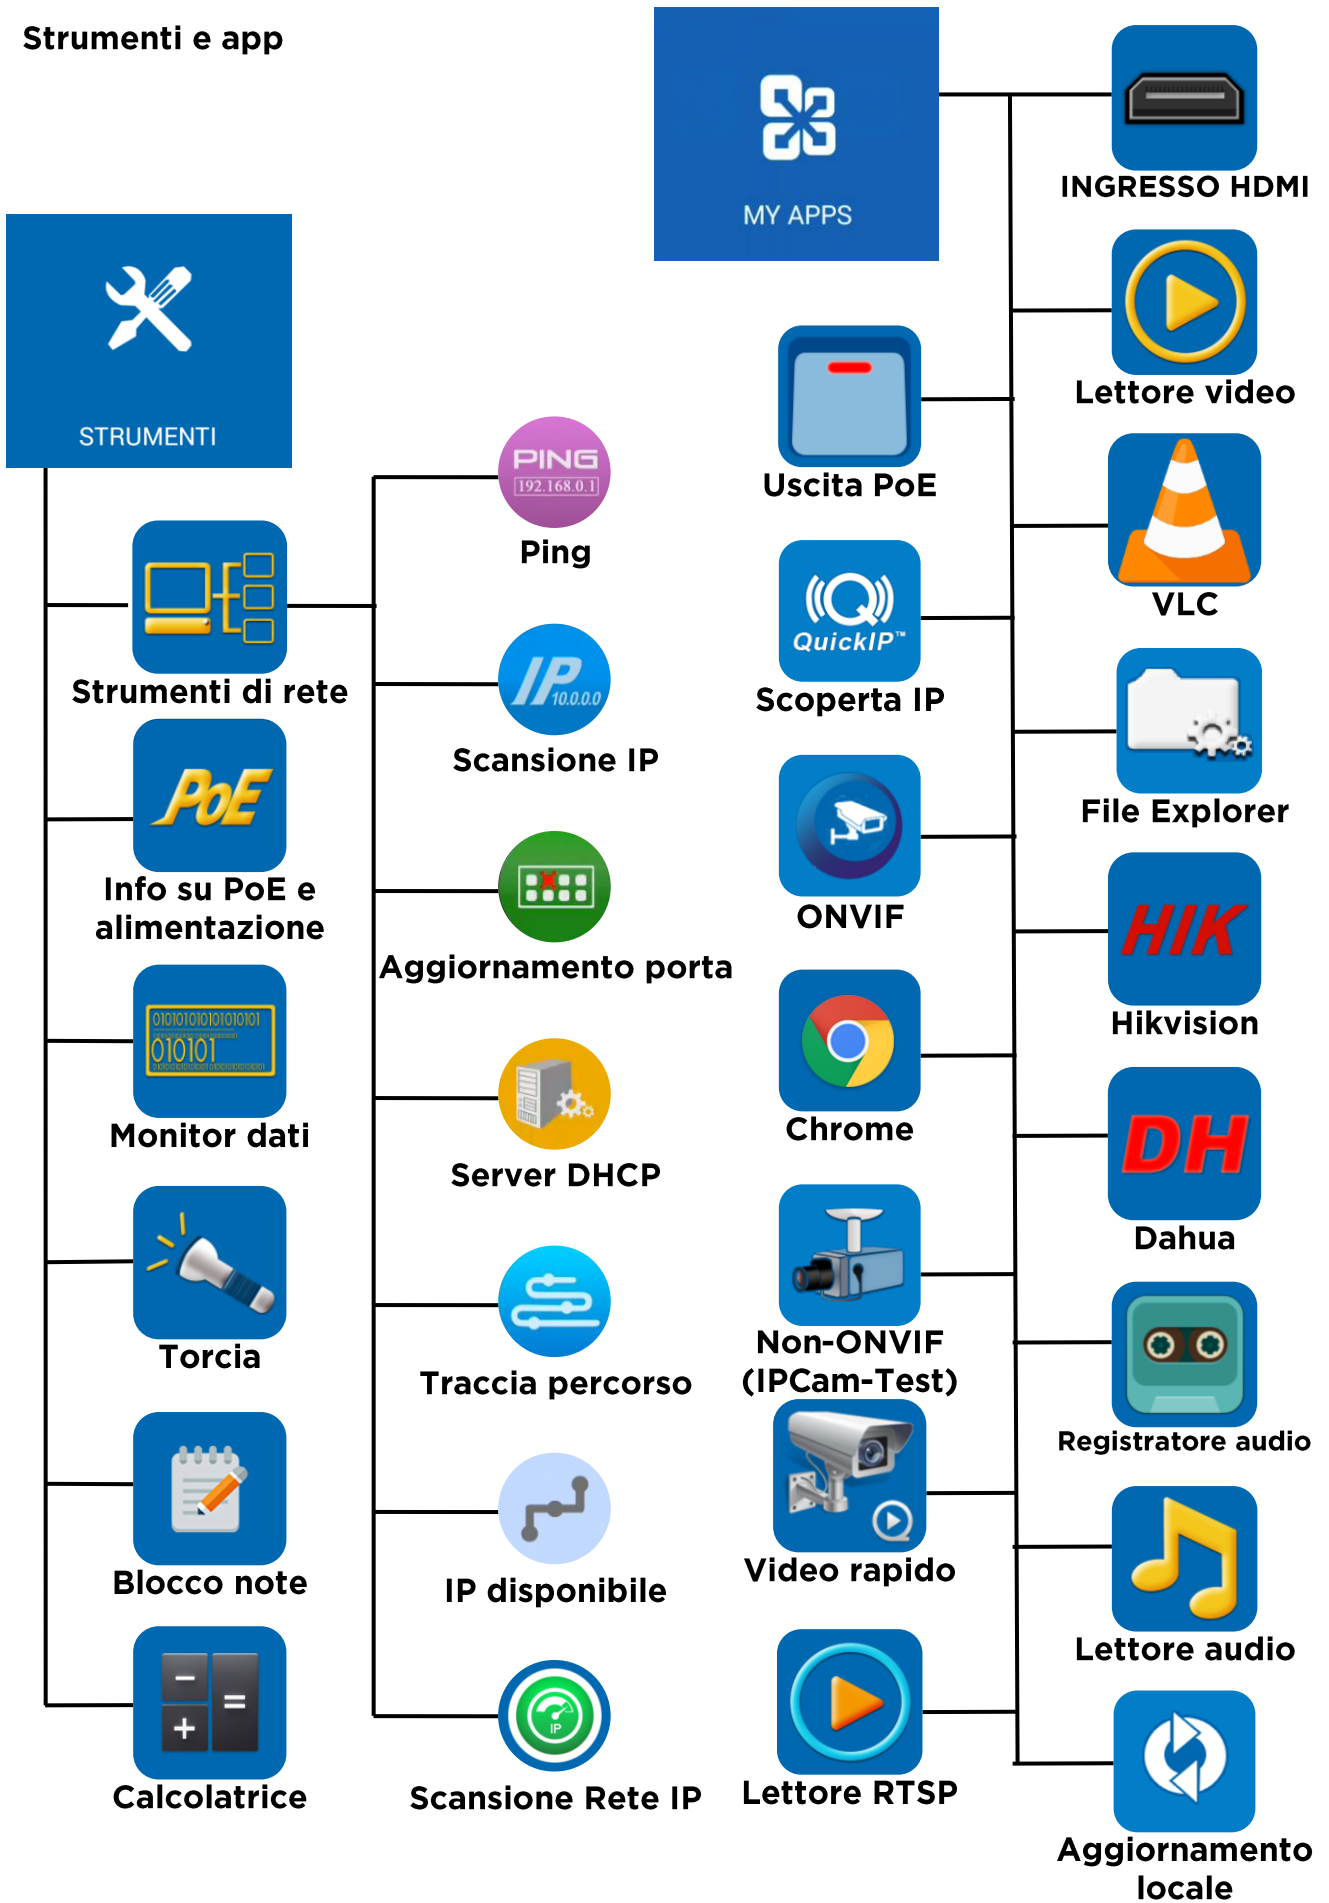 Strumenti e app
STRUMENTI
Strumenti di rete
PoE
Info su PoE e
alimentazione
010101010101010101
010101
Monitor dati
Torcia
Blocco note
Calcolatrice
PING
192.168.0.1
Ping
IP
10.0.0.0
Scansione IP
Aggiornamento porta
Server DHCP
Traccia percorso
IP disponibile
IP
Scansione Rete IP
MY APPS
Uscita PoE
QuickIP™
Scoperta IP
ONVIF
Chrome
Non-ONVIF
(IPCam-Test)
Video rapido
Lettore RTSP
INGRESSO HDMI
Lettore video
VLC
File Explorer
HIK
Hikvision
DH
Dahua
Registratore audio
Lettore audio
Aggiornamento
locale